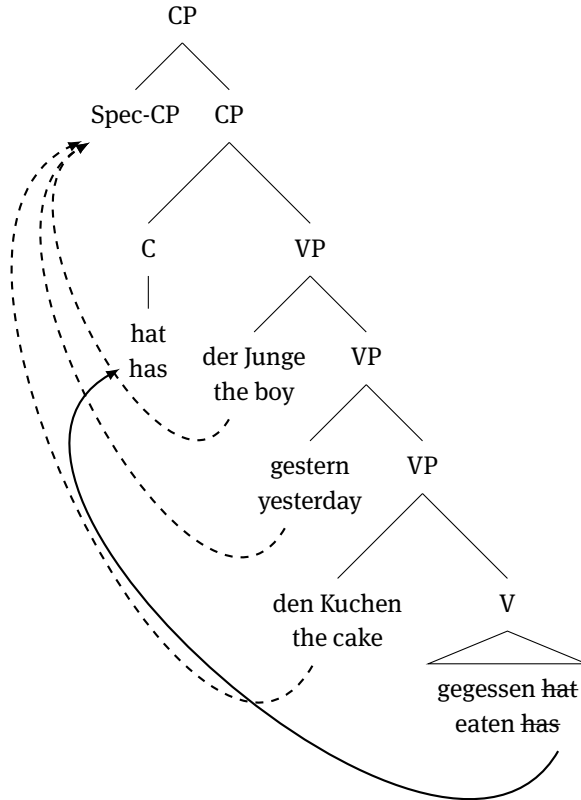 CP
Spec-CP CP
C VP
hat
has
der Junge
the boy
VP
gestern
yesterday
VP
den Kuchen
the cake
V
gegessen hat
eaten has